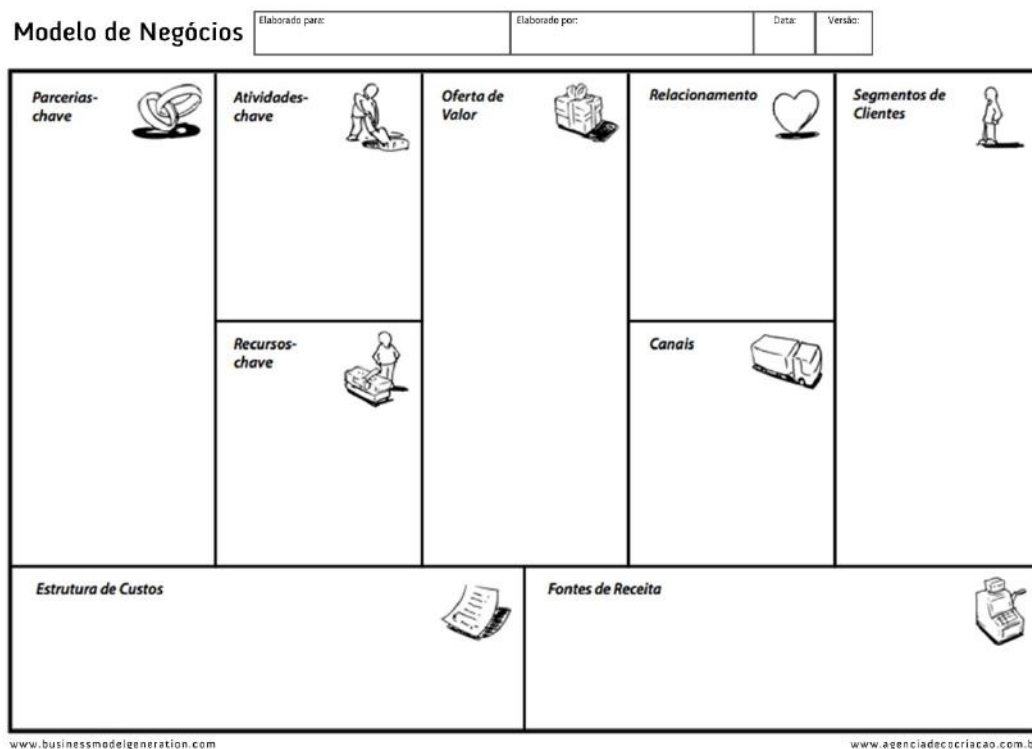 Modelo de Negócios
Elaborado para:
Elaborado por:
Data:
Versão:
Parcerias-
chave
Atividades-
chave
Oferta de
Valor
Relacionamento
Segmentos de
Clientes
Recursos-
chave
Canais
Estrutura de Custos
Fontes de Receita
www.businessmodelgeneration.com
www.agenciadecocriacao.com.b